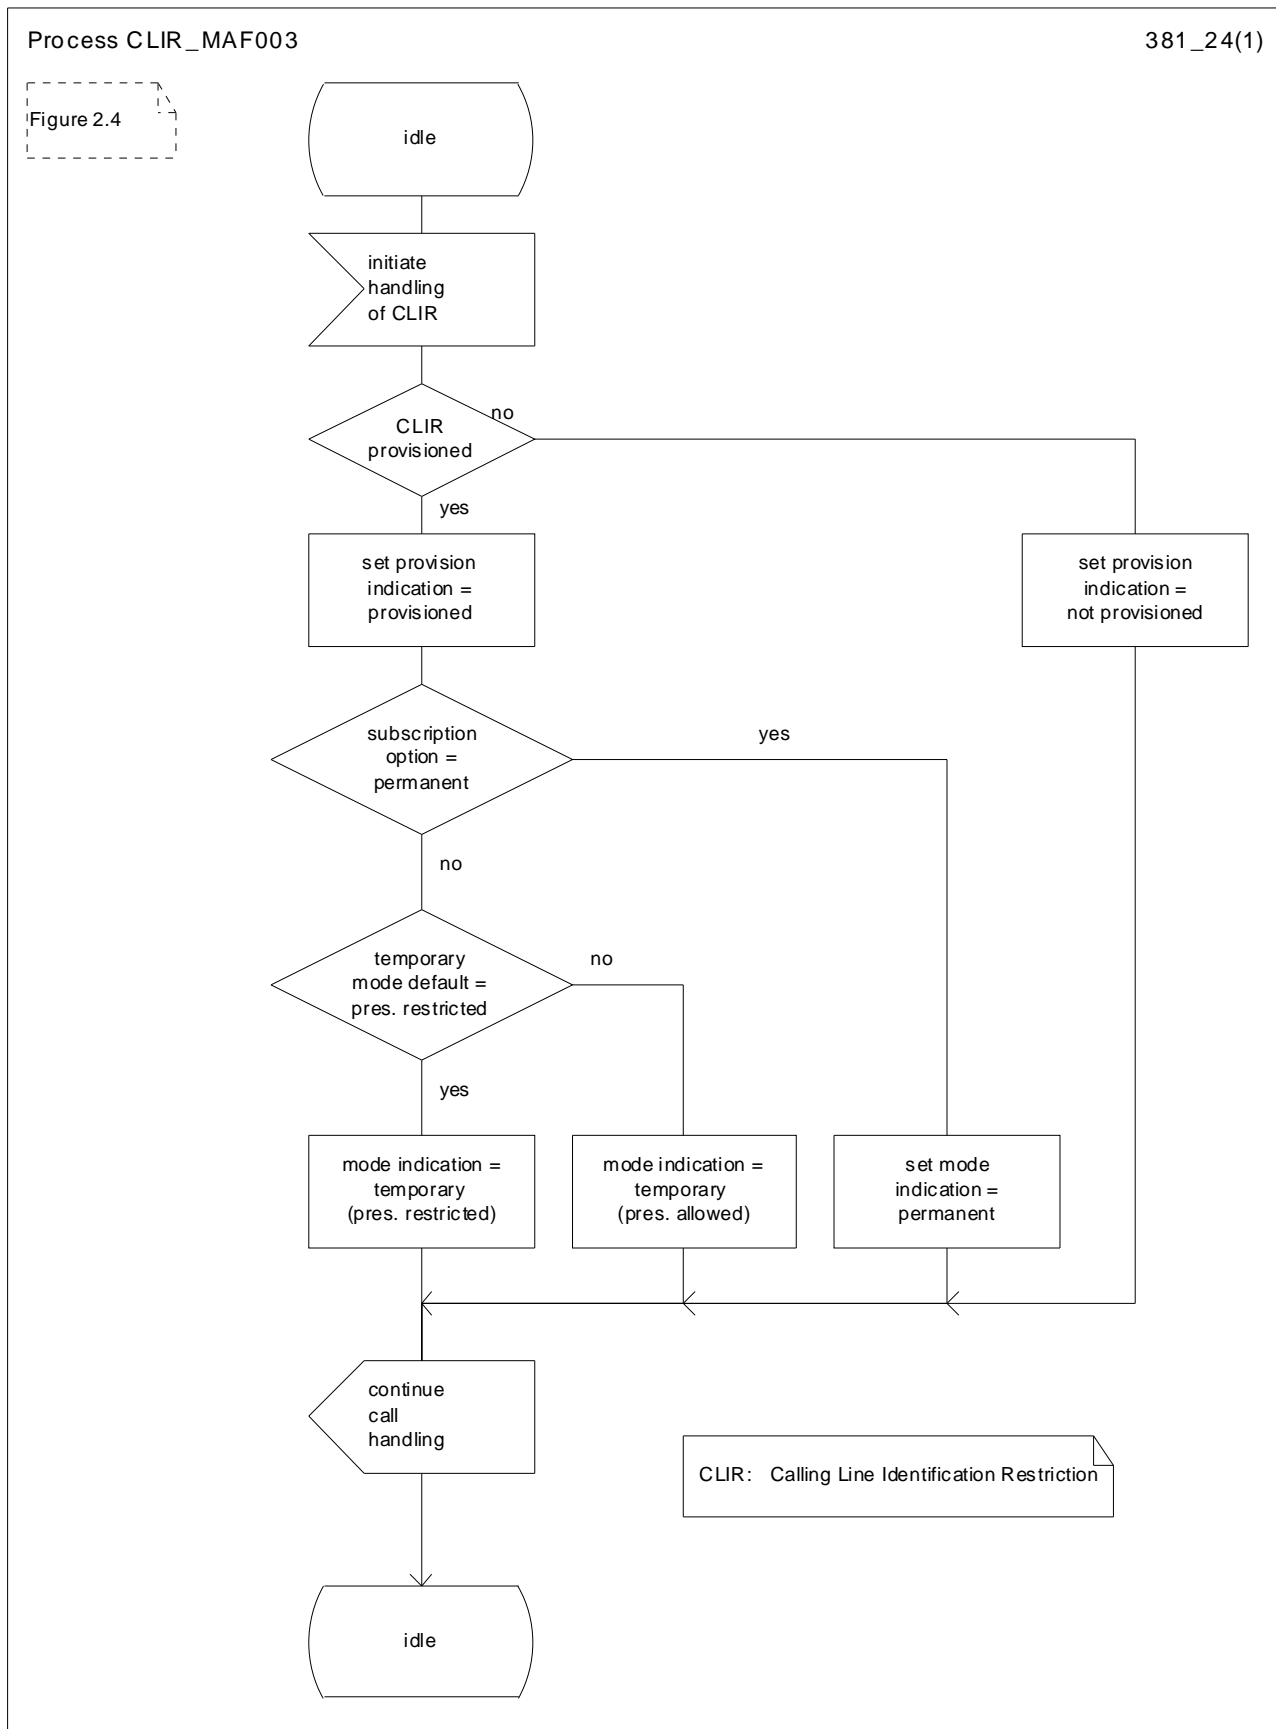 Process CLIR_MAF003
381_24(1)
Figure 2.4
idle
initiate
handling
of CLIR
CLIR
provisioned
no
yes
set provision
indication =
provisioned
set provision
indication =
not provisioned
subscription
option =
permanent
yes
no
temporary
mode default =
pres. restricted
no
yes
mode indication =
temporary
(pres. restricted)
mode indication =
temporary
(pres. allowed)
set mode
indication =
permanent
continue
call
handling
CLIR: Calling Line Identification Restriction
idle